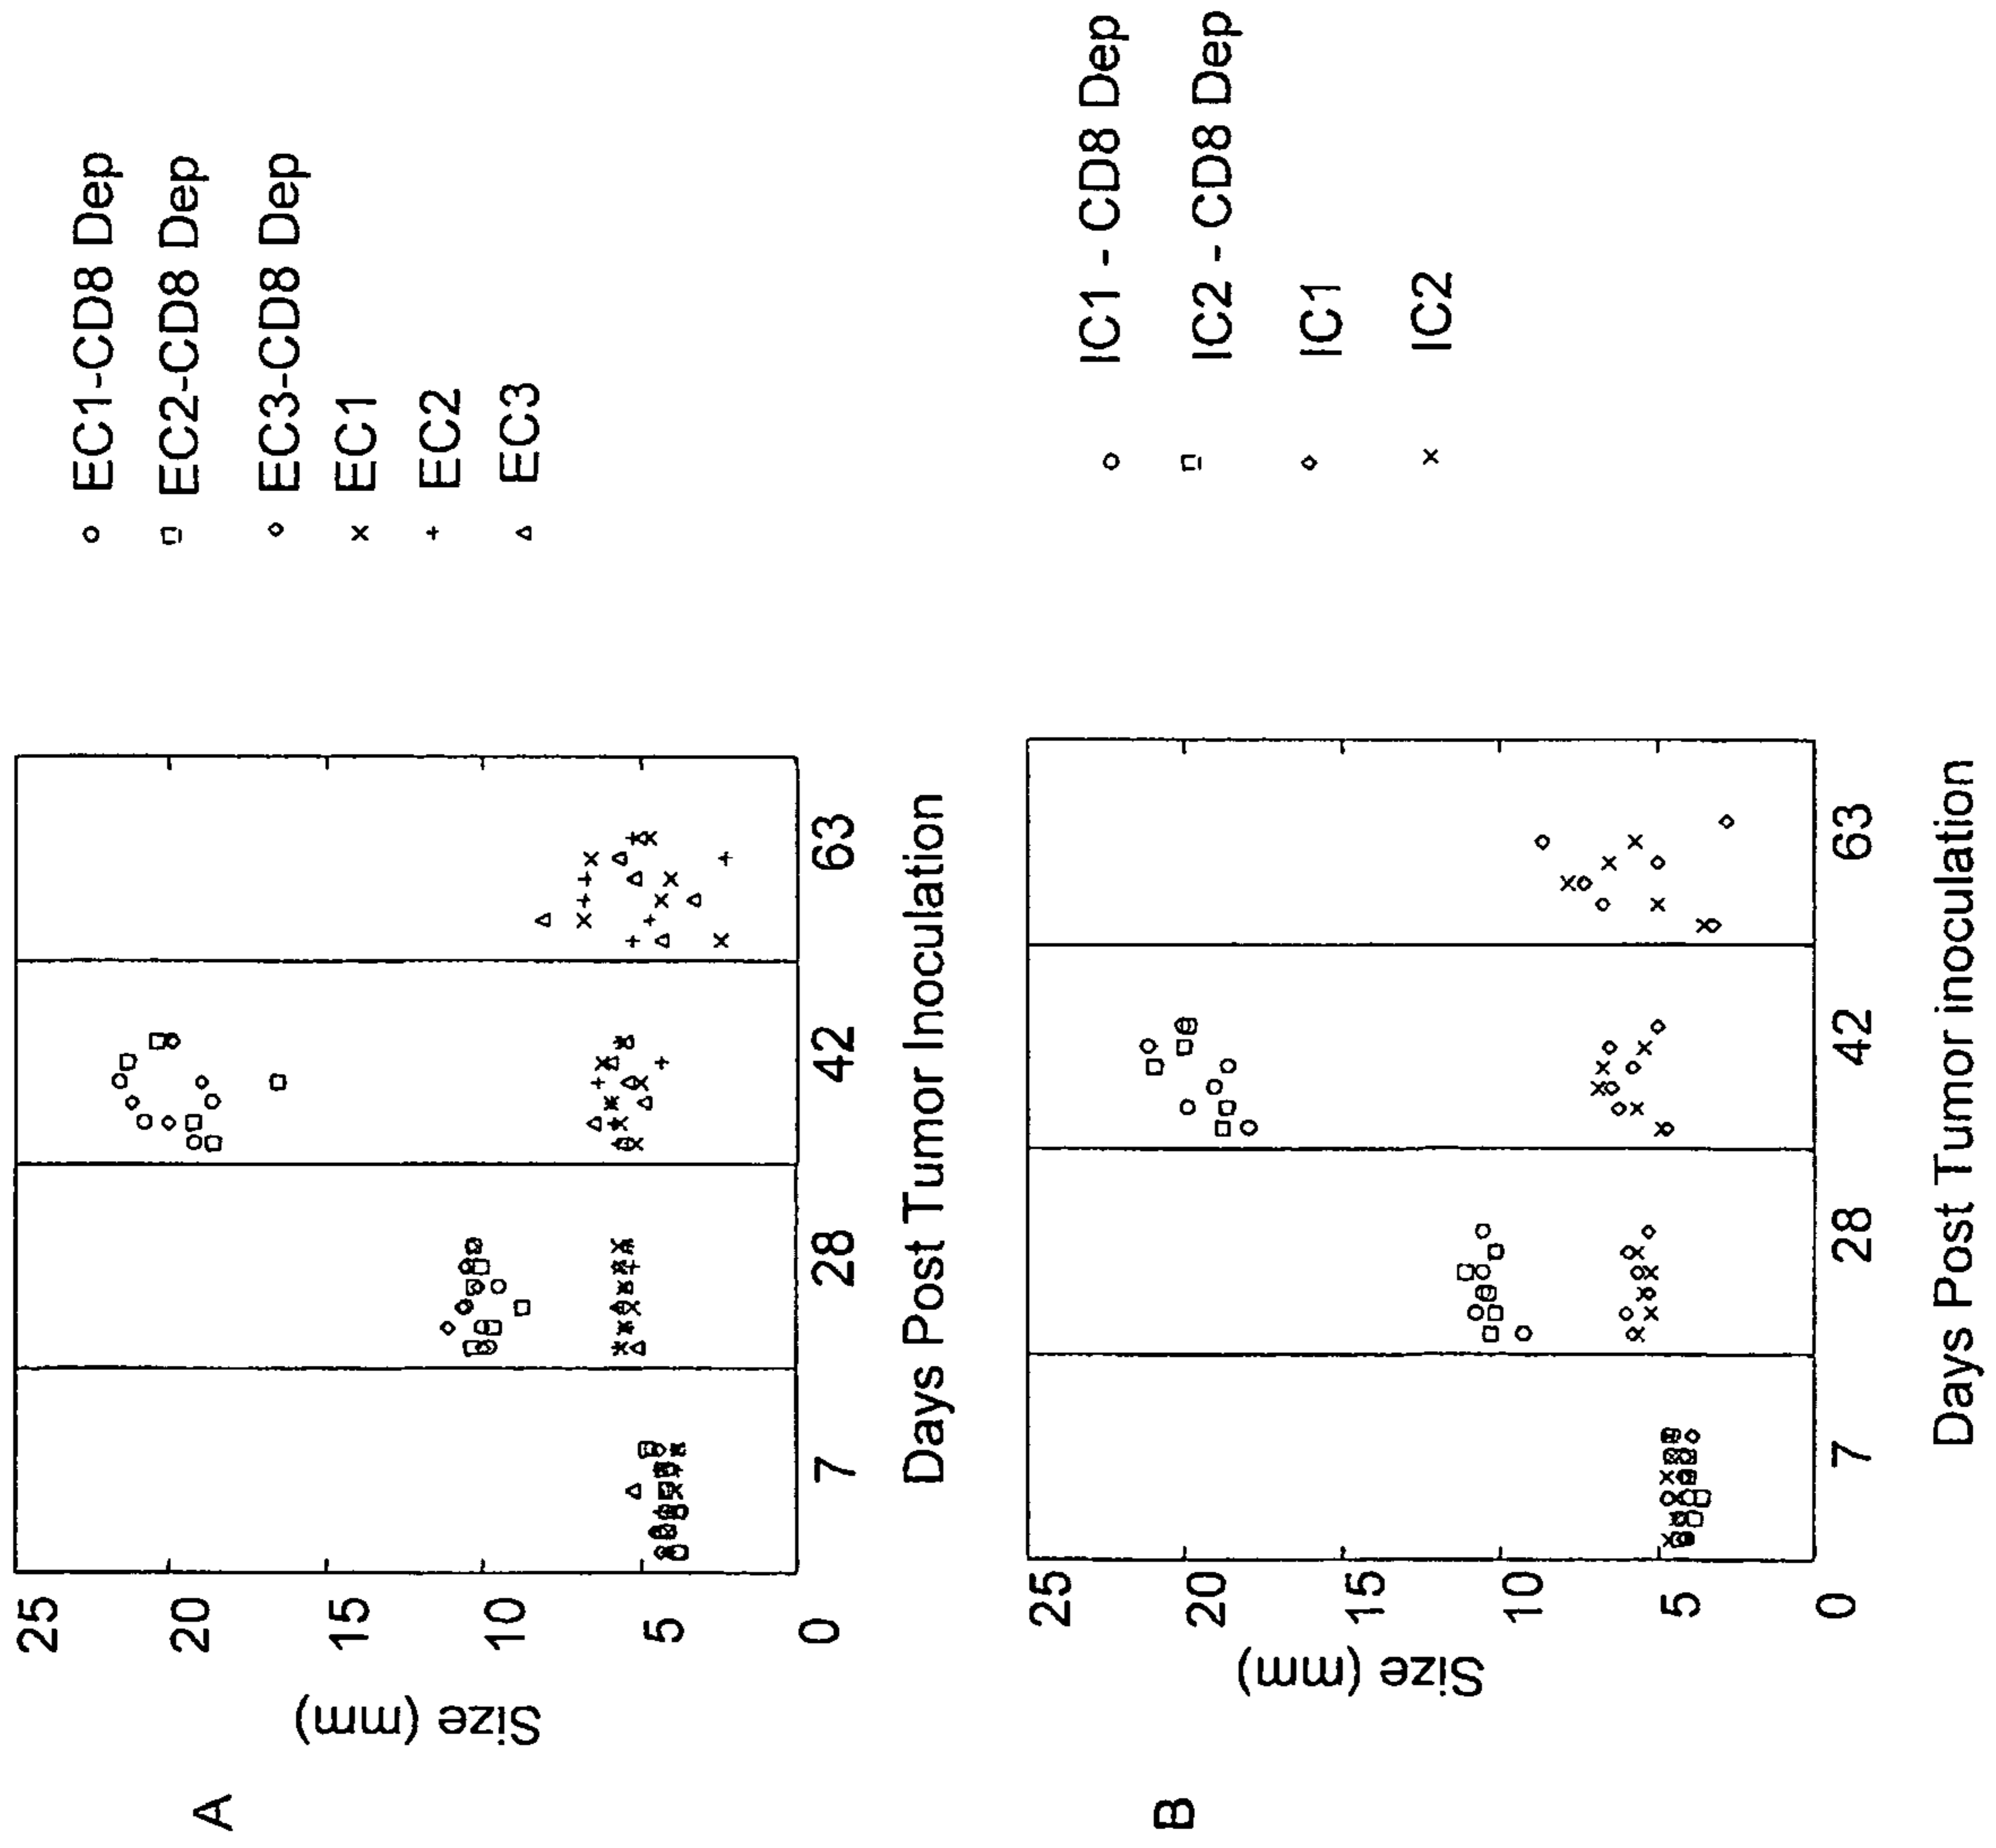 A
Size (mm)
25
20
15
10
5
0
7
28
42
63
Days Post Tumor Inoculation
EC1-CD8 Dep
EC2-CD8 Dep
EC3-CD8 Dep
EC1
EC2
EC3
B
Size (mm)
25
20
15
10
5
0
7
28
42
63
Days Post Tumor inoculation
IC1 - CD8 Dep
IC2 - CD8 Dep
IC1
IC2